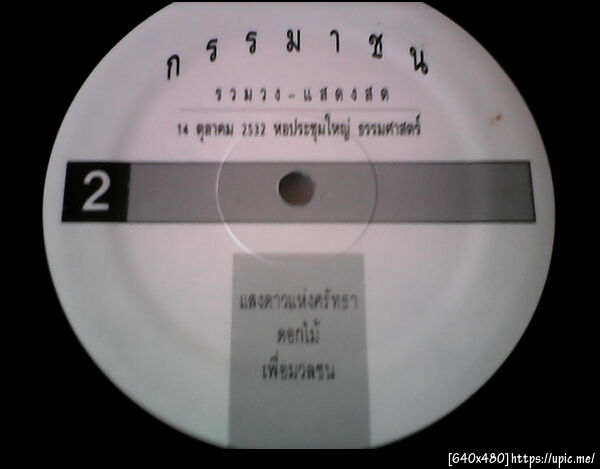 กรรมาชน
รวมวง-แสดงสด
14 ตุลาคม 2532 หอประชุมใหญ่ ธรรมศาสตร์
2
แสงดาวแห่งศรัทธา
ดอกไม้
เพื่อมวลชน
[640x480]https://upic.me/